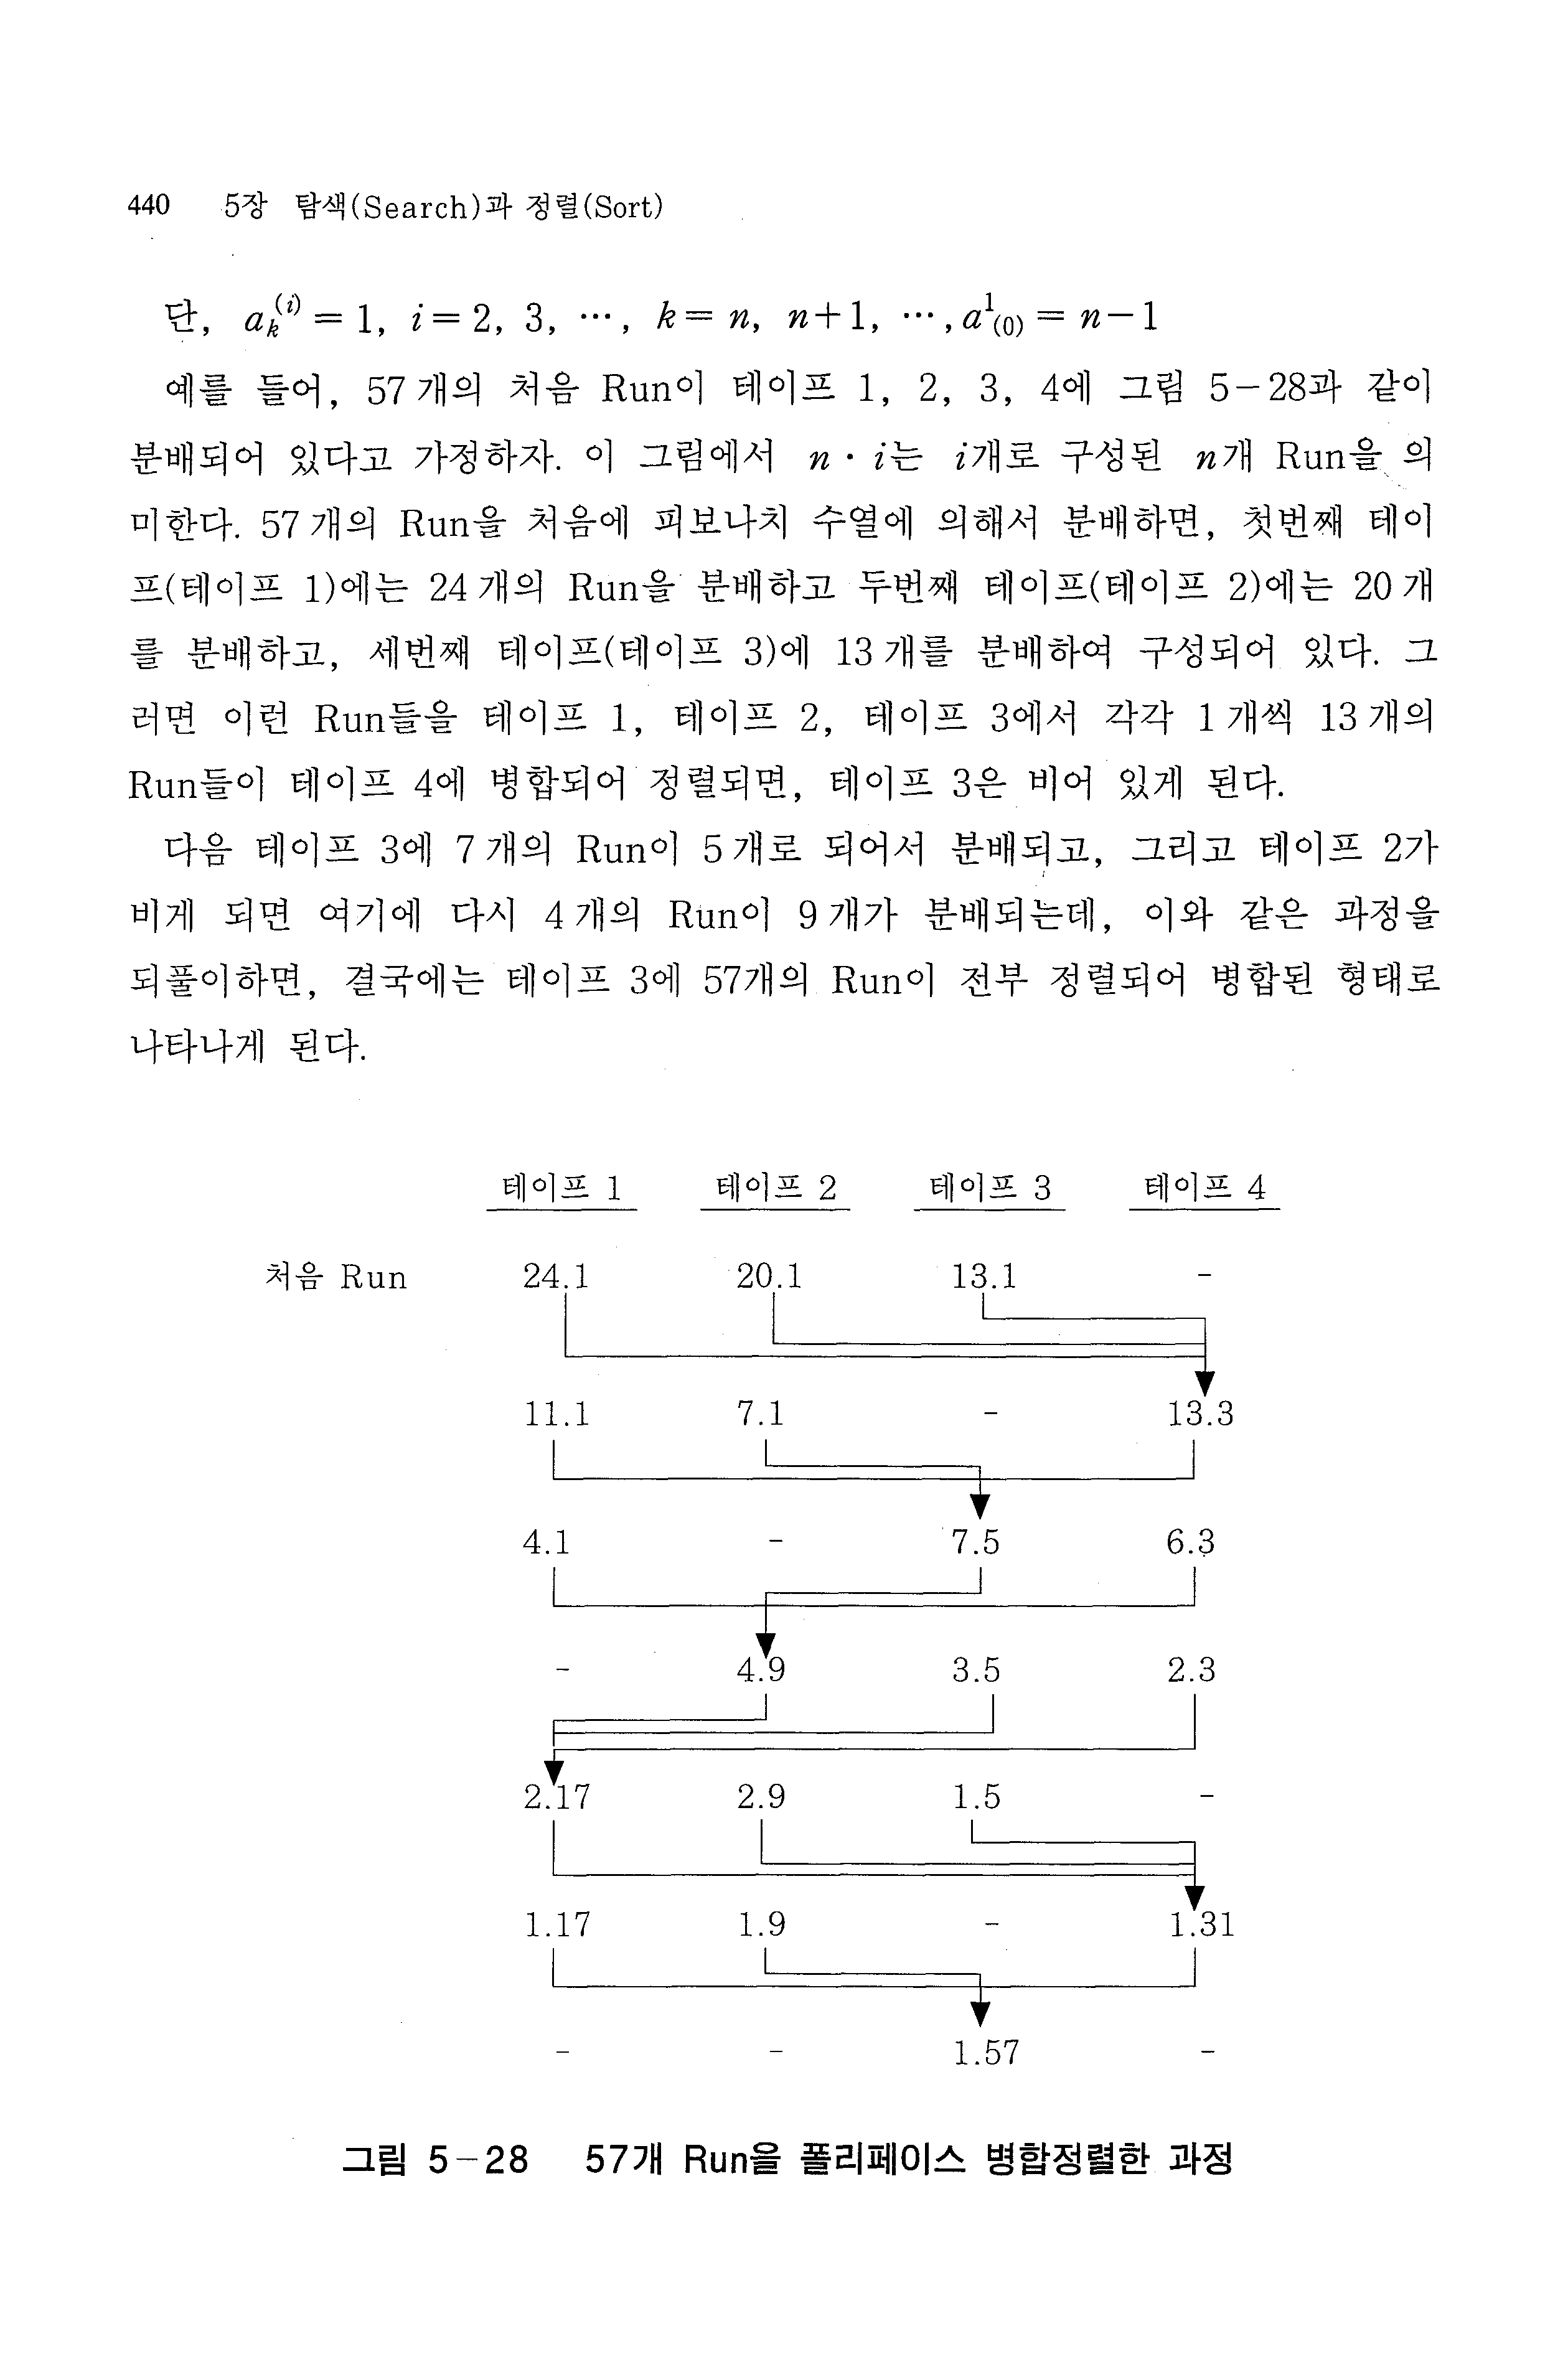 440 5장 탐색(Search)과 정렬(Sort)
단, aₖ⁽ⁱ⁾ = 1, i = 2, 3, ⋯, k = n, n+1, ⋯, a¹₍₀₎ = n−1
예를 들어, 57개의 처음 Run이 테이프 1, 2, 3, 4에 그림 5-28과 같이
분배되어 있다고 가정하자. 이 그림에서 n · i는 i개로 구성된 n개 Run을 의
미한다. 57개의 Run을 처음에 피보나치 수열에 의해서 분배하면, 첫번째 테이
프(테이프 1)에는 24개의 Run을 분배하고 두번째 테이프(테이프 2)에는 20개
를 분배하고, 세번째 테이프(테이프 3)에 13개를 분배하여 구성되어 있다. 그
러면 이런 Run들을 테이프 1, 테이프 2, 테이프 3에서 각각 1개씩 13개의
Run들이 테이프 4에 병합되어 정렬되면, 테이프 3은 비어 있게 된다.
다음 테이프 3에 7개의 Run이 5개로 되어서 분배되고, 그리고 테이프 2가
비게 되면 여기에 다시 4개의 Run이 9개가 분배되는데, 이와 같은 과정을
되풀이하면, 결국에는 테이프 3에 57개의 Run이 전부 정렬되어 병합된 형태로
나타나게 된다.
테이프 1 테이프 2 테이프 3 테이프 4
처음 Run 24.1 20.1 13.1 -
11.1 7.1 - 13.3
4.1 - 7.5 6.3
- 4.9 3.5 2.3
2.17 2.9 1.5 -
1.17 1.9 - 1.31
- - 1.57 -
그림 5-28 57개 Run을 폴리페이스 병합정렬한 과정